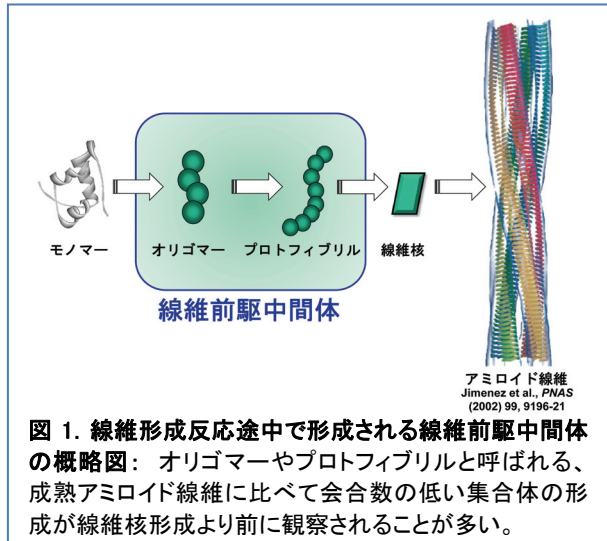 モノマー
オリゴマー
プロトフィブリル
線維核
線維前駆中間体
アミロイド線維
Jimenez et al., PNAS
(2002) 99, 9196-21
図 1. 線維形成反応途中で形成される線維前駆中間体
の概略図: オリゴマーやプロトフィブリルと呼ばれる、
成熟アミロイド線維に比べて会合数の低い集合体の形
成が線維核形成より前に観察されることが多い。